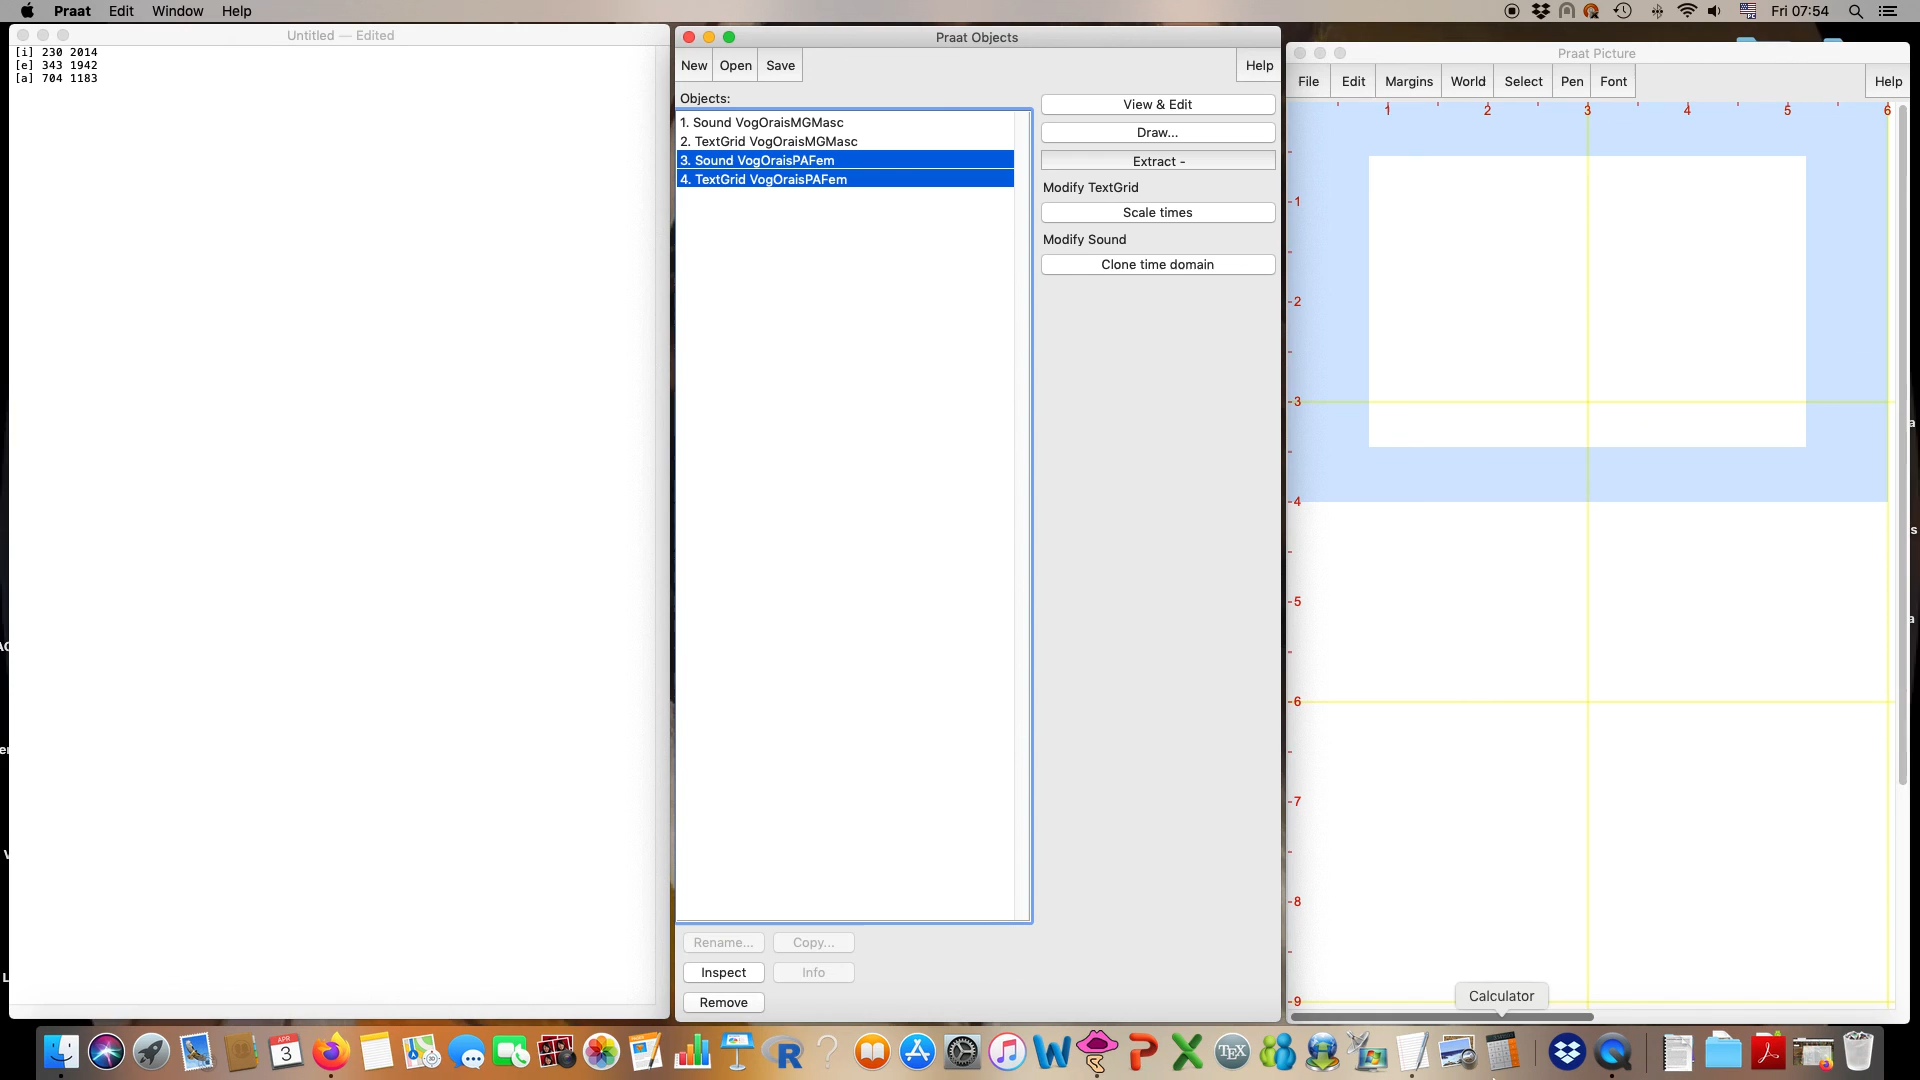 Praat Edit Window Help
Fri 07:54
Untitled — Edited
[i] 230 2014
[e] 343 1942
[a] 704 1183
Praat Objects
New Open Save Help
Objects:
1. Sound VogOraisMGMasc
2. TextGrid VogOraisMGMasc
3. Sound VogOraisPAFem
4. TextGrid VogOraisPAFem
View & Edit
Draw...
Extract -
Modify TextGrid
Scale times
Modify Sound
Clone time domain
Rename... Copy...
Inspect Info
Remove
Praat Picture
File Edit Margins World Select Pen Font Help
1 2 3 4 5 6
-1
-2
-3
-4
-5
-6
-7
-8
-9
Calculator
APR
3
TEX